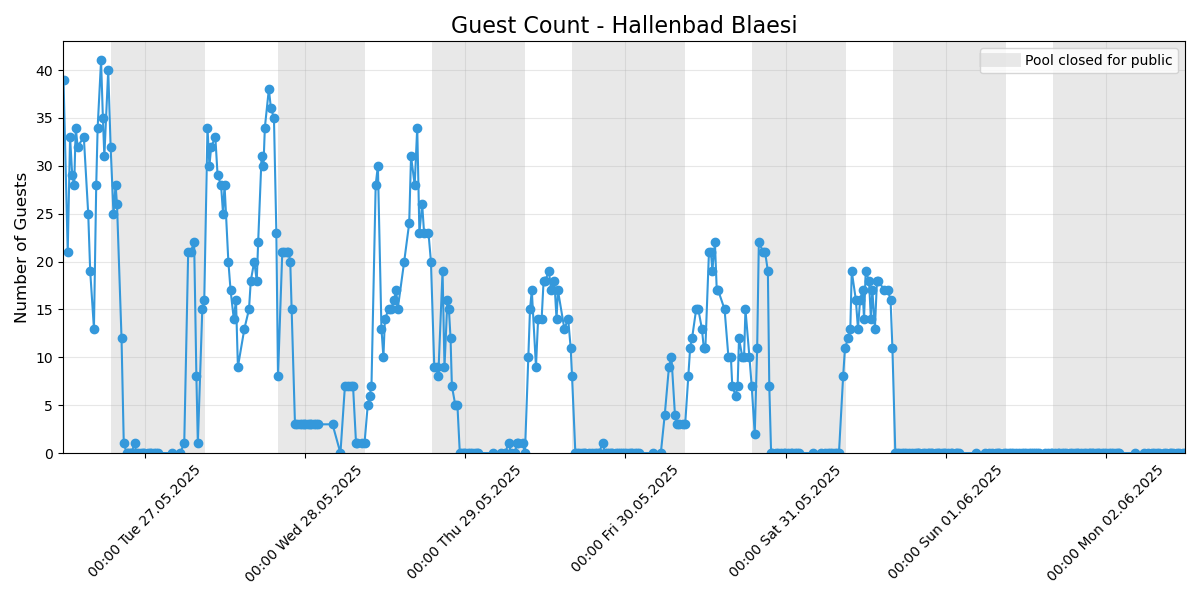 Guest Count - Hallenbad Blaesi
Pool closed for public
Number of Guests
40
35
30
25
20
15
10
5
0
00:00 Tue 27.05.2025
00:00 Wed 28.05.2025
00:00 Thu 29.05.2025
00:00 Fri 30.05.2025
00:00 Sat 31.05.2025
00:00 Sun 01.06.2025
00:00 Mon 02.06.2025